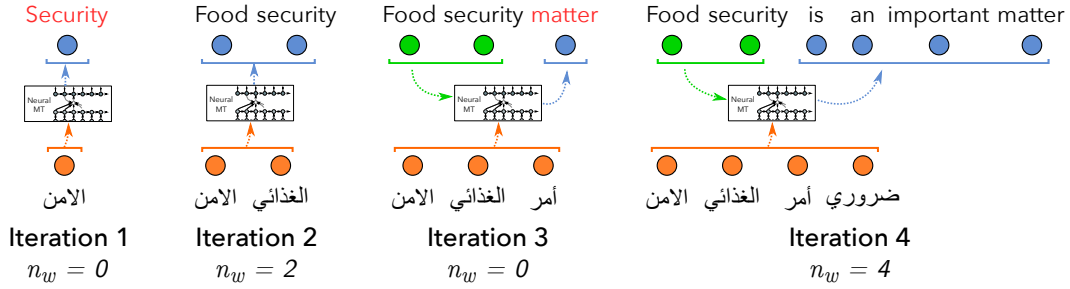 Security
Neural MT
الامن
Iteration 1
n_w = 0
Food security
Neural MT
الامن الغذائي
Iteration 2
n_w = 2
Food security matter
Neural MT
الامن الغذائي أمر
Iteration 3
n_w = 0
Food security is an important matter
Neural MT
الامن الغذائي أمر ضروري
Iteration 4
n_w = 4